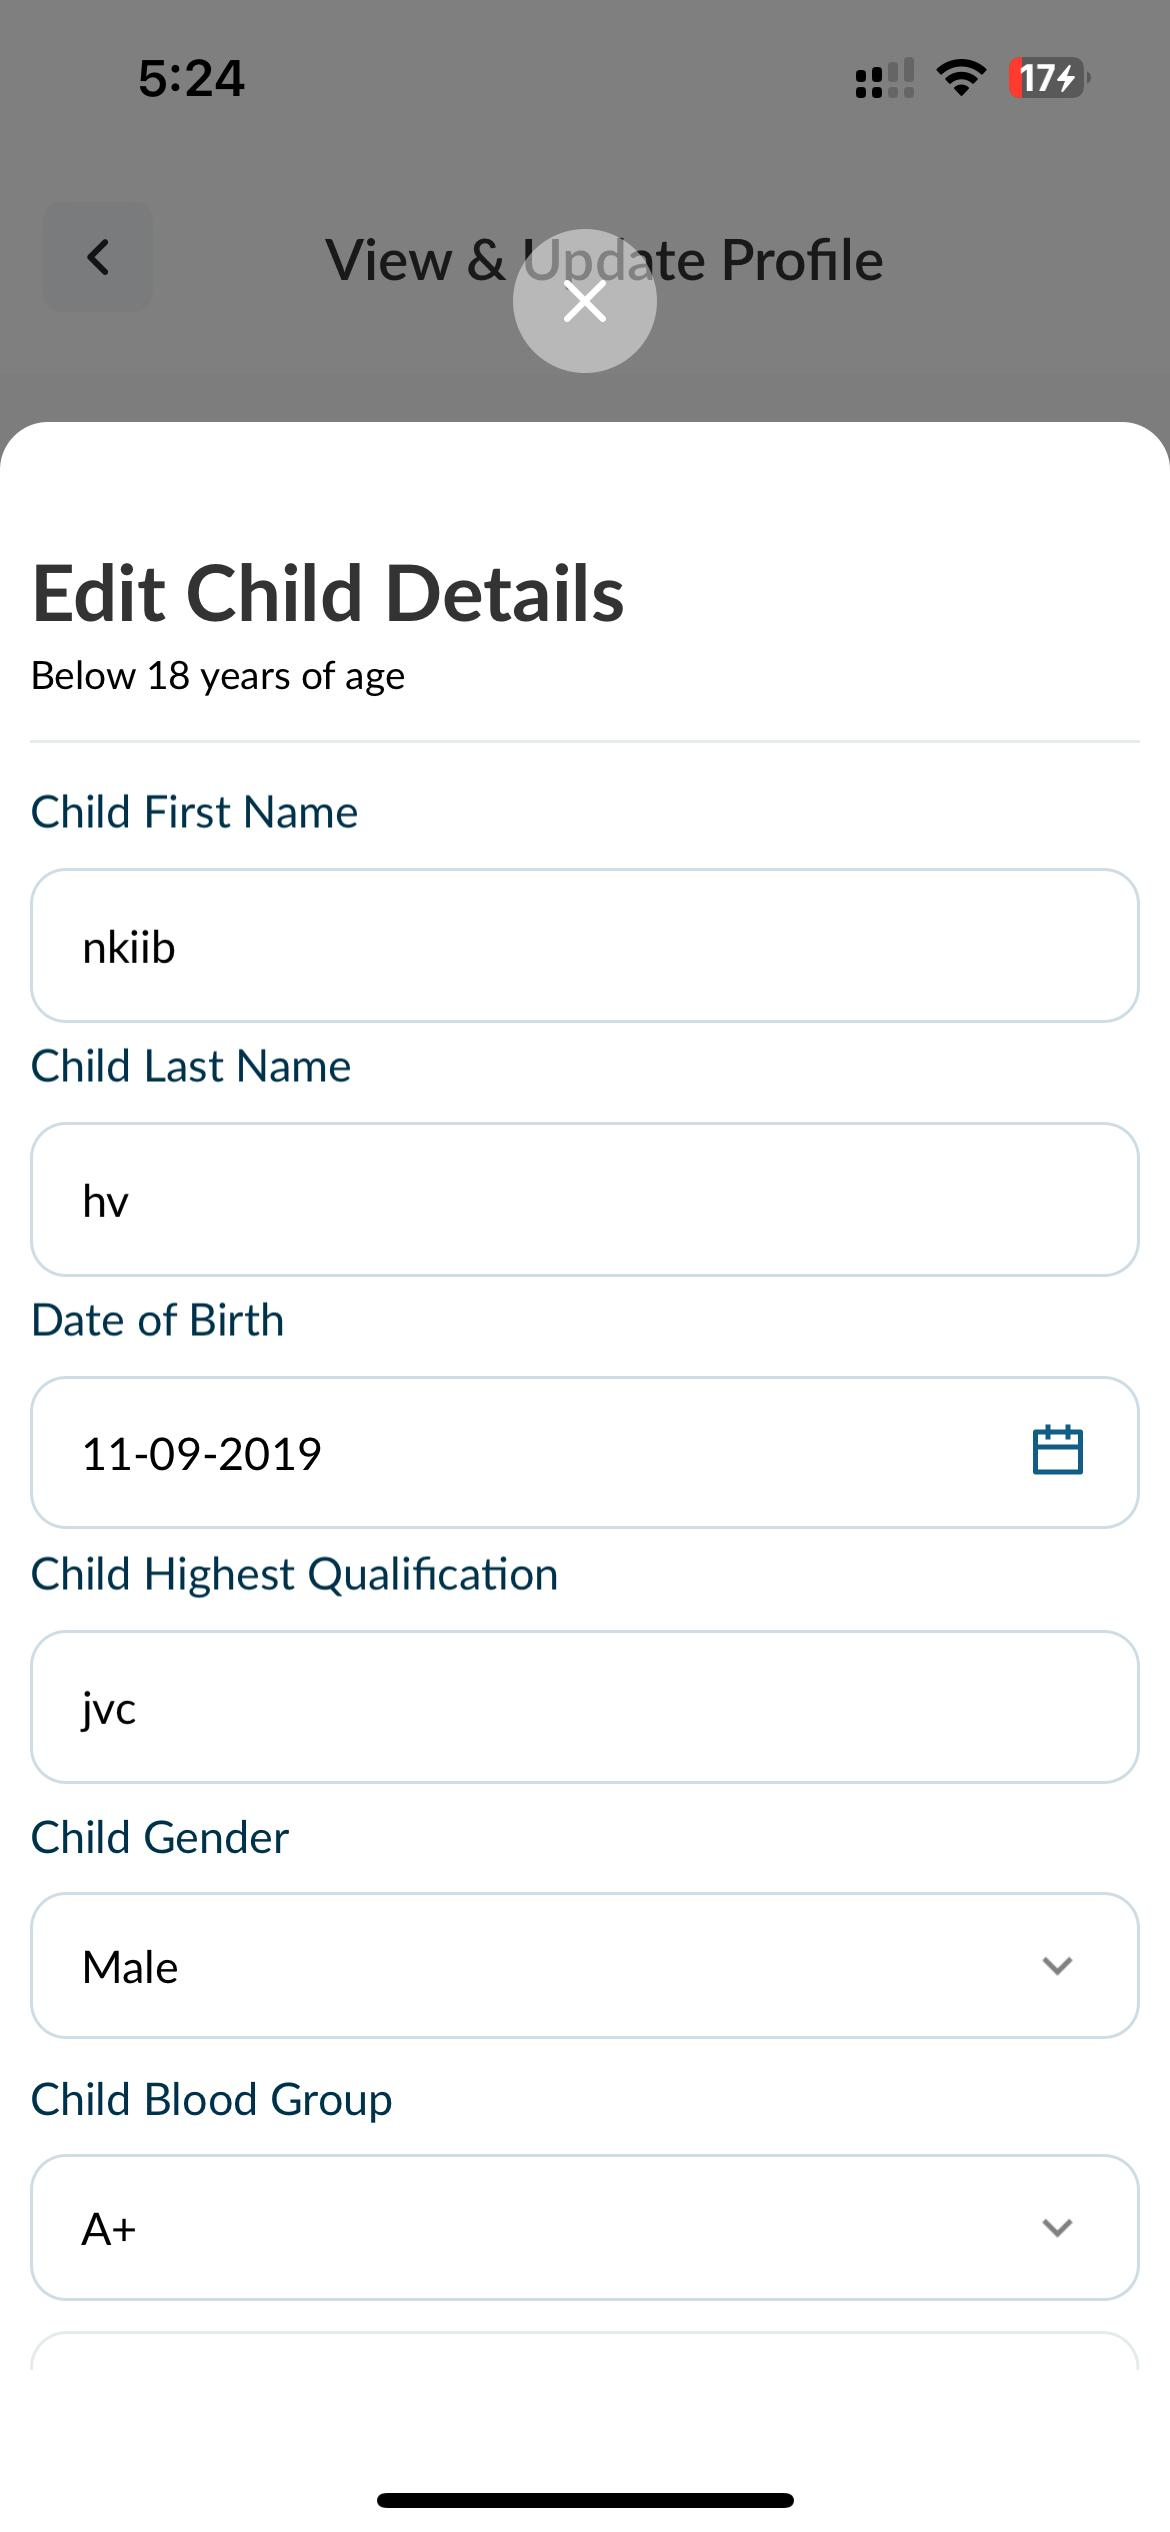 5:24
17
View & Update Profile
Edit Child Details
Below 18 years of age
Child First Name
nkiib
Child Last Name
hv
Date of Birth
11-09-2019
Child Highest Qualification
jvc
Child Gender
Male
Child Blood Group
A+